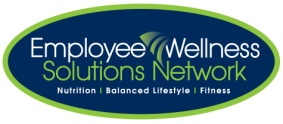 Employee Wellness
Solutions Network
Nutrition | Balanced Lifestyle | Fitness